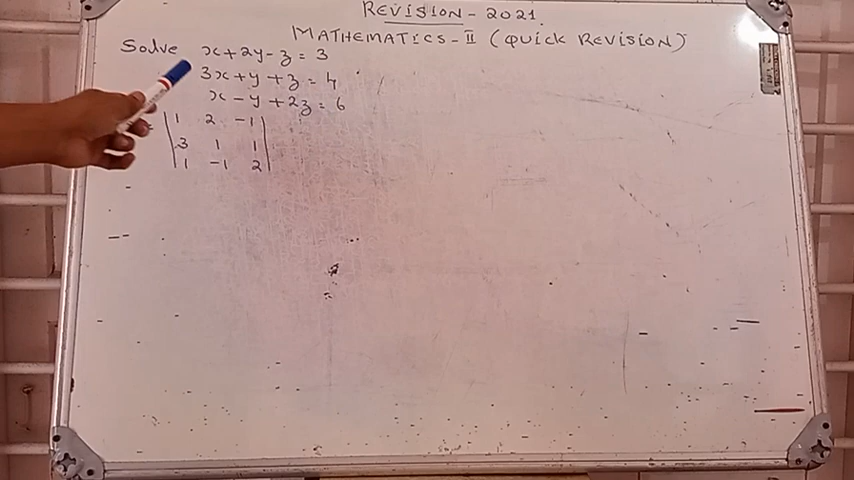 REVISION - 2021.
MATHEMATICS - II (QUICK REVISION)
Solve x + 2y - z = 3
3x + y + z = 4
x - y + 2z = 6
| 1 2 -1 |
| 3 1 1 |
| 1 -1 2 |